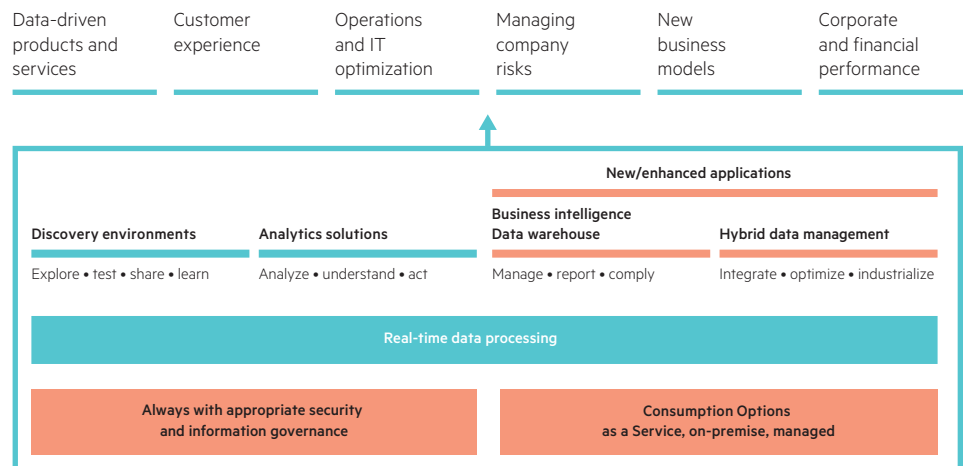 Data-driven
products and
services
Customer
experience
Operations
and IT
optimization
Managing
company
risks
New
business
models
Corporate
and financial
performance
New/enhanced applications
Discovery environments
Explore • test • share • learn
Analytics solutions
Analyze • understand • act
Business intelligence
Data warehouse
Manage • report • comply
Hybrid data management
Integrate • optimize • industrialize
Real-time data processing
Always with appropriate security
and information governance
Consumption Options
as a Service, on-premise, managed